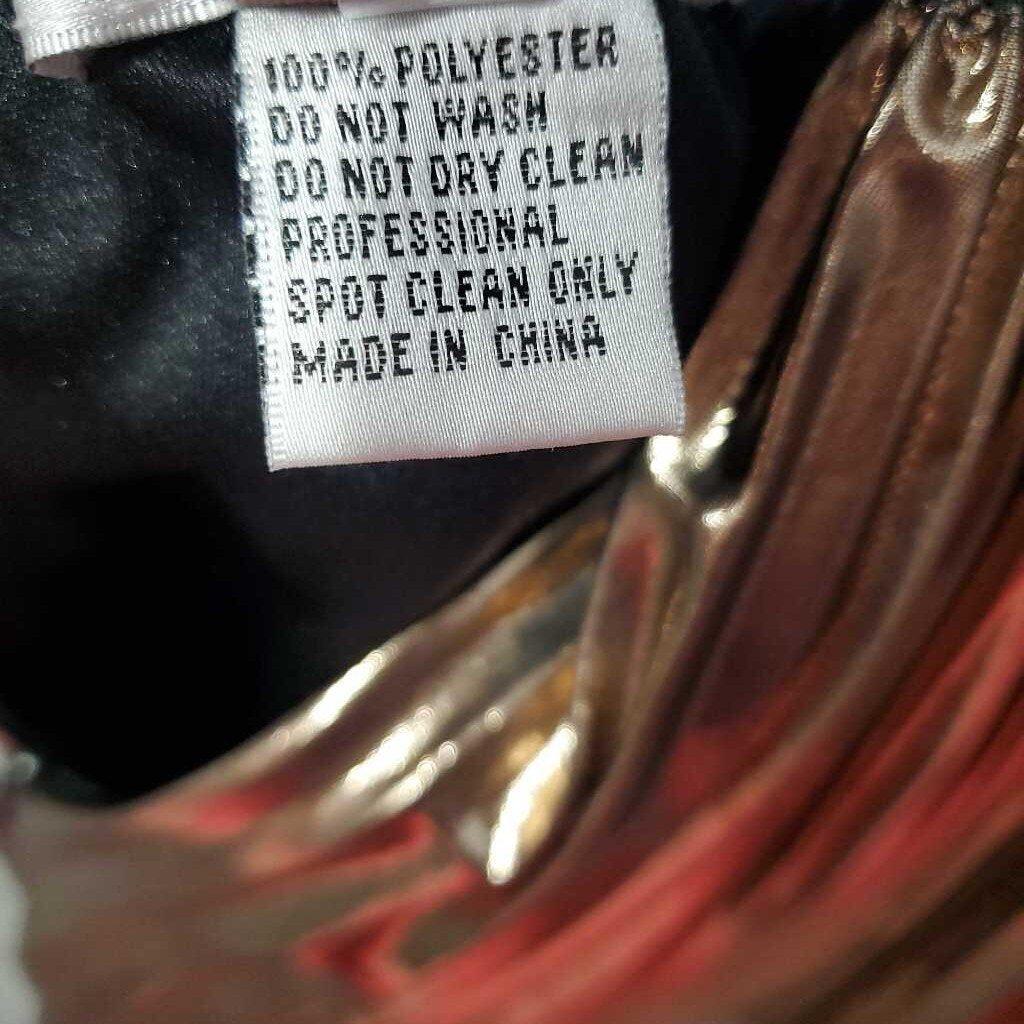 100% POLYESTER
DO NOT WASH
DO NOT DRY CLEAN
PROFESSIONAL
SPOT CLEAN ONLY
MADE IN CHINA